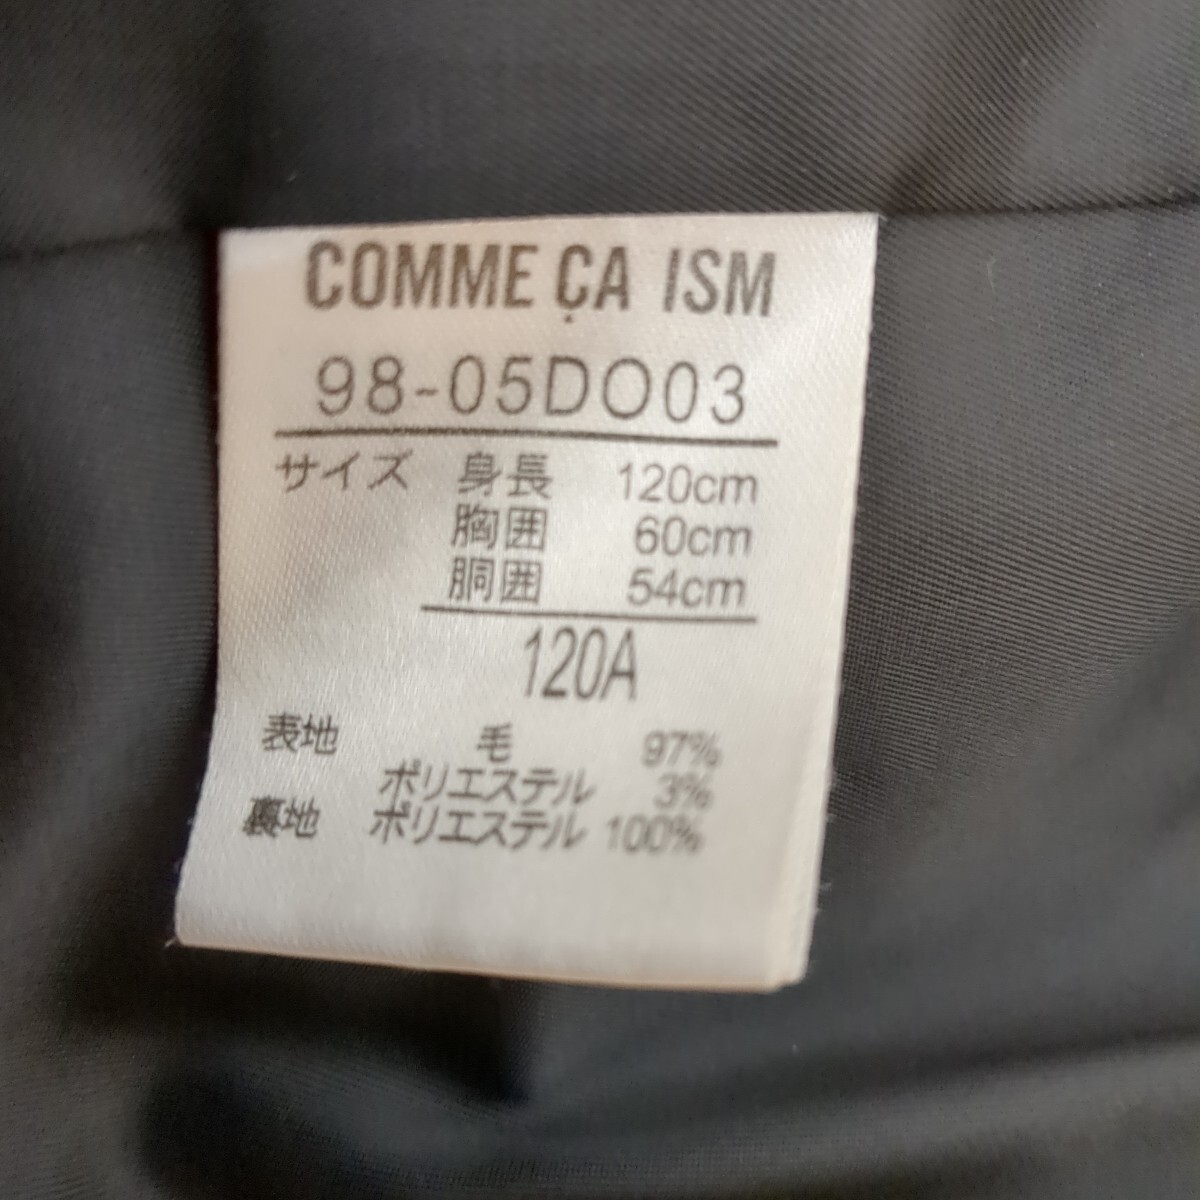 COMME ÇA ISM
98-05DO03
サイズ 身長 120cm
胸囲 60cm
胴囲 54cm
120A
表地 毛 97%
ポリエステル 3%
裏地 ポリエステル 100%